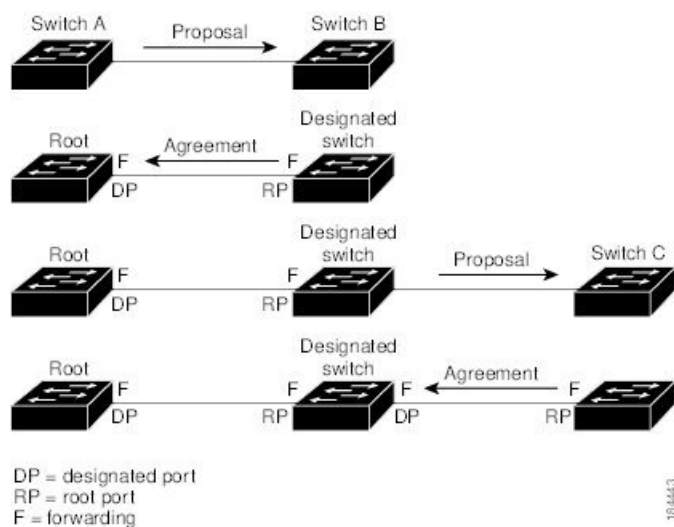 Switch A
Proposal
Switch B
Root
Agreement
Designated
switch
F
F
DP
RP
Root
Designated
switch
Proposal
Switch C
F
F
DP
RP
Root
Designated
switch
Agreement
F
F
F
F
DP
RP
DP
RP
DP = designated port
RP = root port
F = forwarding
184443